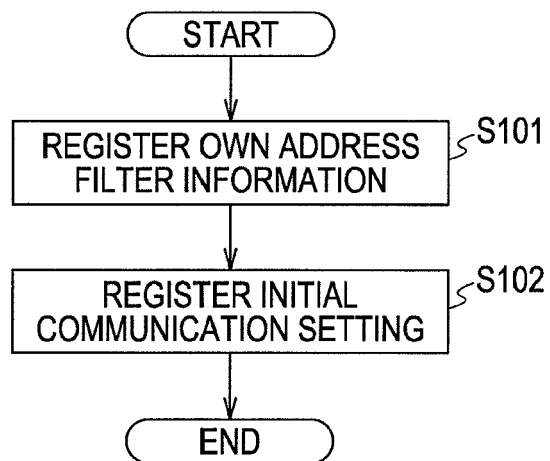 START
REGISTER OWN ADDRESS
FILTER INFORMATION
S101
REGISTER INITIAL
COMMUNICATION SETTING
S102
END